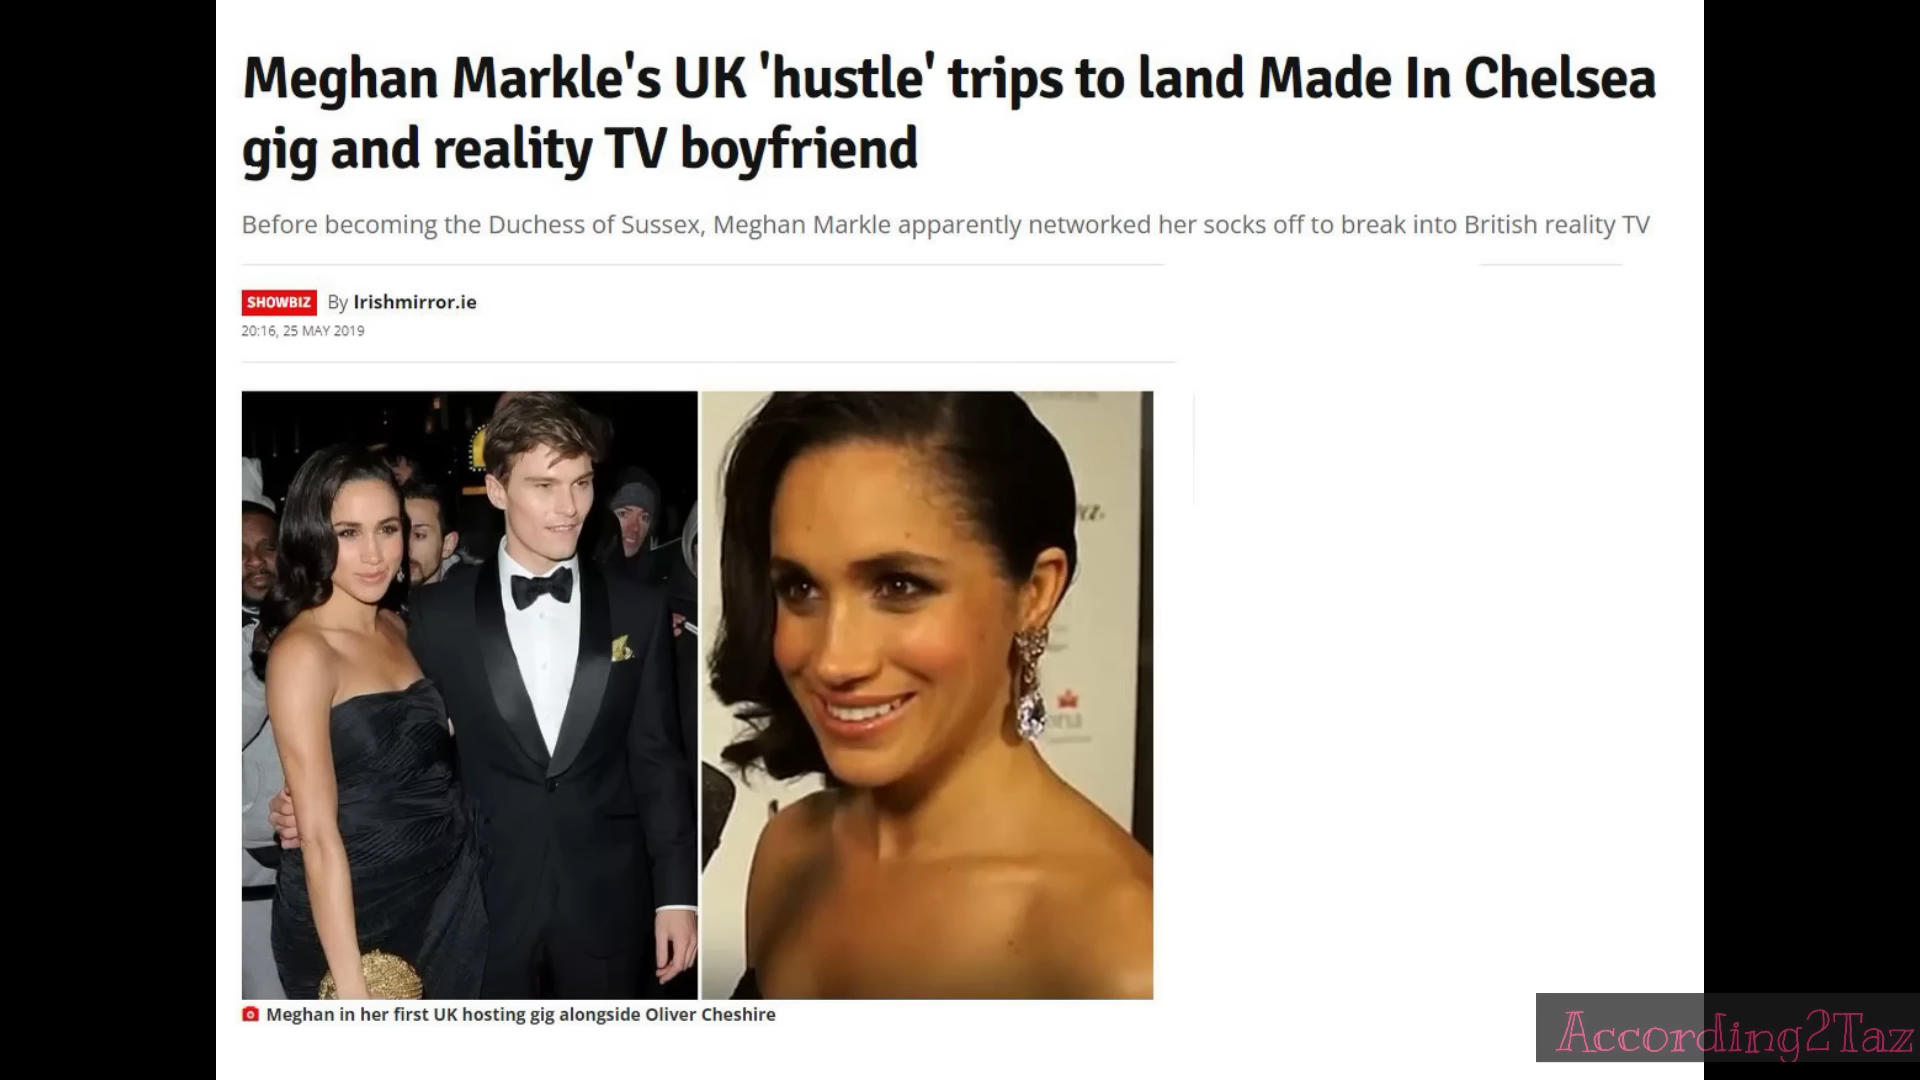 Meghan Markle's UK 'hustle' trips to land Made In Chelsea
gig and reality TV boyfriend
Before becoming the Duchess of Sussex, Meghan Markle apparently networked her socks off to break into British reality TV
SHOWBIZ By Irishmirror.ie
20:16, 25 MAY 2019
Meghan in her first UK hosting gig alongside Oliver Cheshire
According2Taz